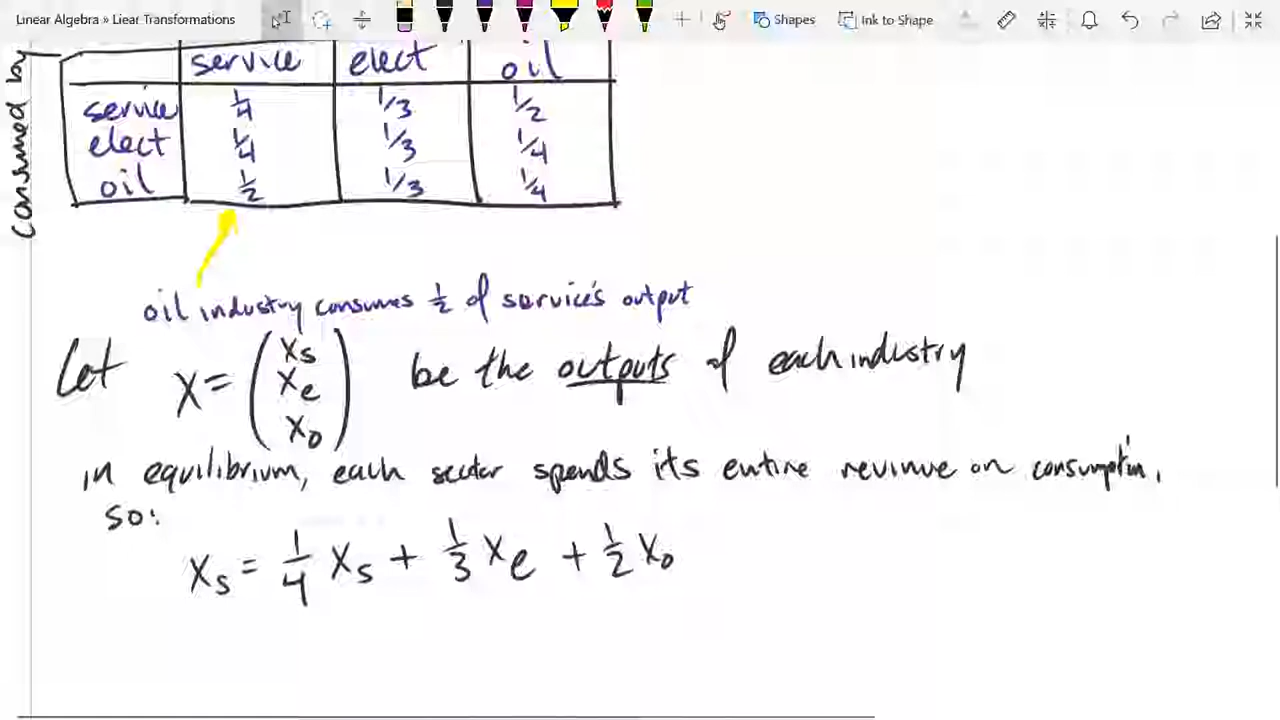 Linear Algebra » Liear Transformations
Shapes
Ink to Shape
Consumed by
service elect oil
service 1/4 1/3 1/2
elect 1/4 1/3 1/4
oil 1/2 1/3 1/4
oil industry consumes 1/2 of service's output
Let X = (xs xe xo) be the outputs of each industry
in equilibrium, each sector spends its entire revinue on consumption,
so:
xs = 1/4 xs + 1/3 xe + 1/2 xo